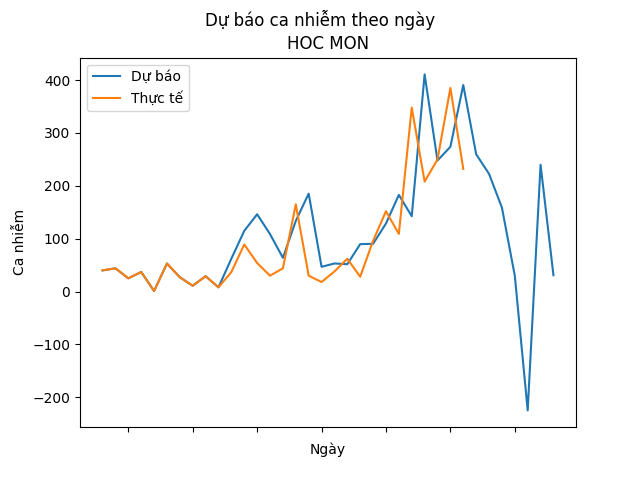 Dự báo ca nhiễm theo ngày
HOC MON
Dự báo
Thực tế
400
300
200
100
0
−100
−200
Ca nhiễm
Ngày